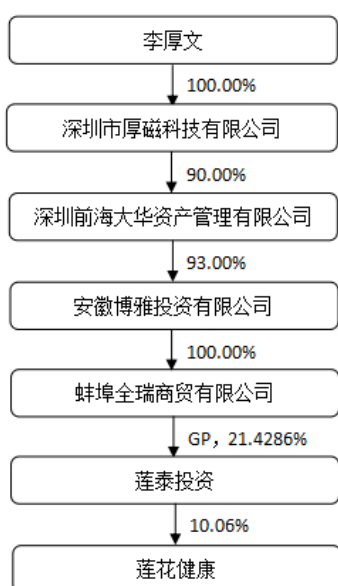 李厚文
100.00%
深圳市厚磁科技有限公司
90.00%
深圳前海大华资产管理有限公司
93.00%
安徽博雅投资有限公司
100.00%
蚌埠全瑞商贸有限公司
GP，21.4286%
莲泰投资
10.06%
莲花健康